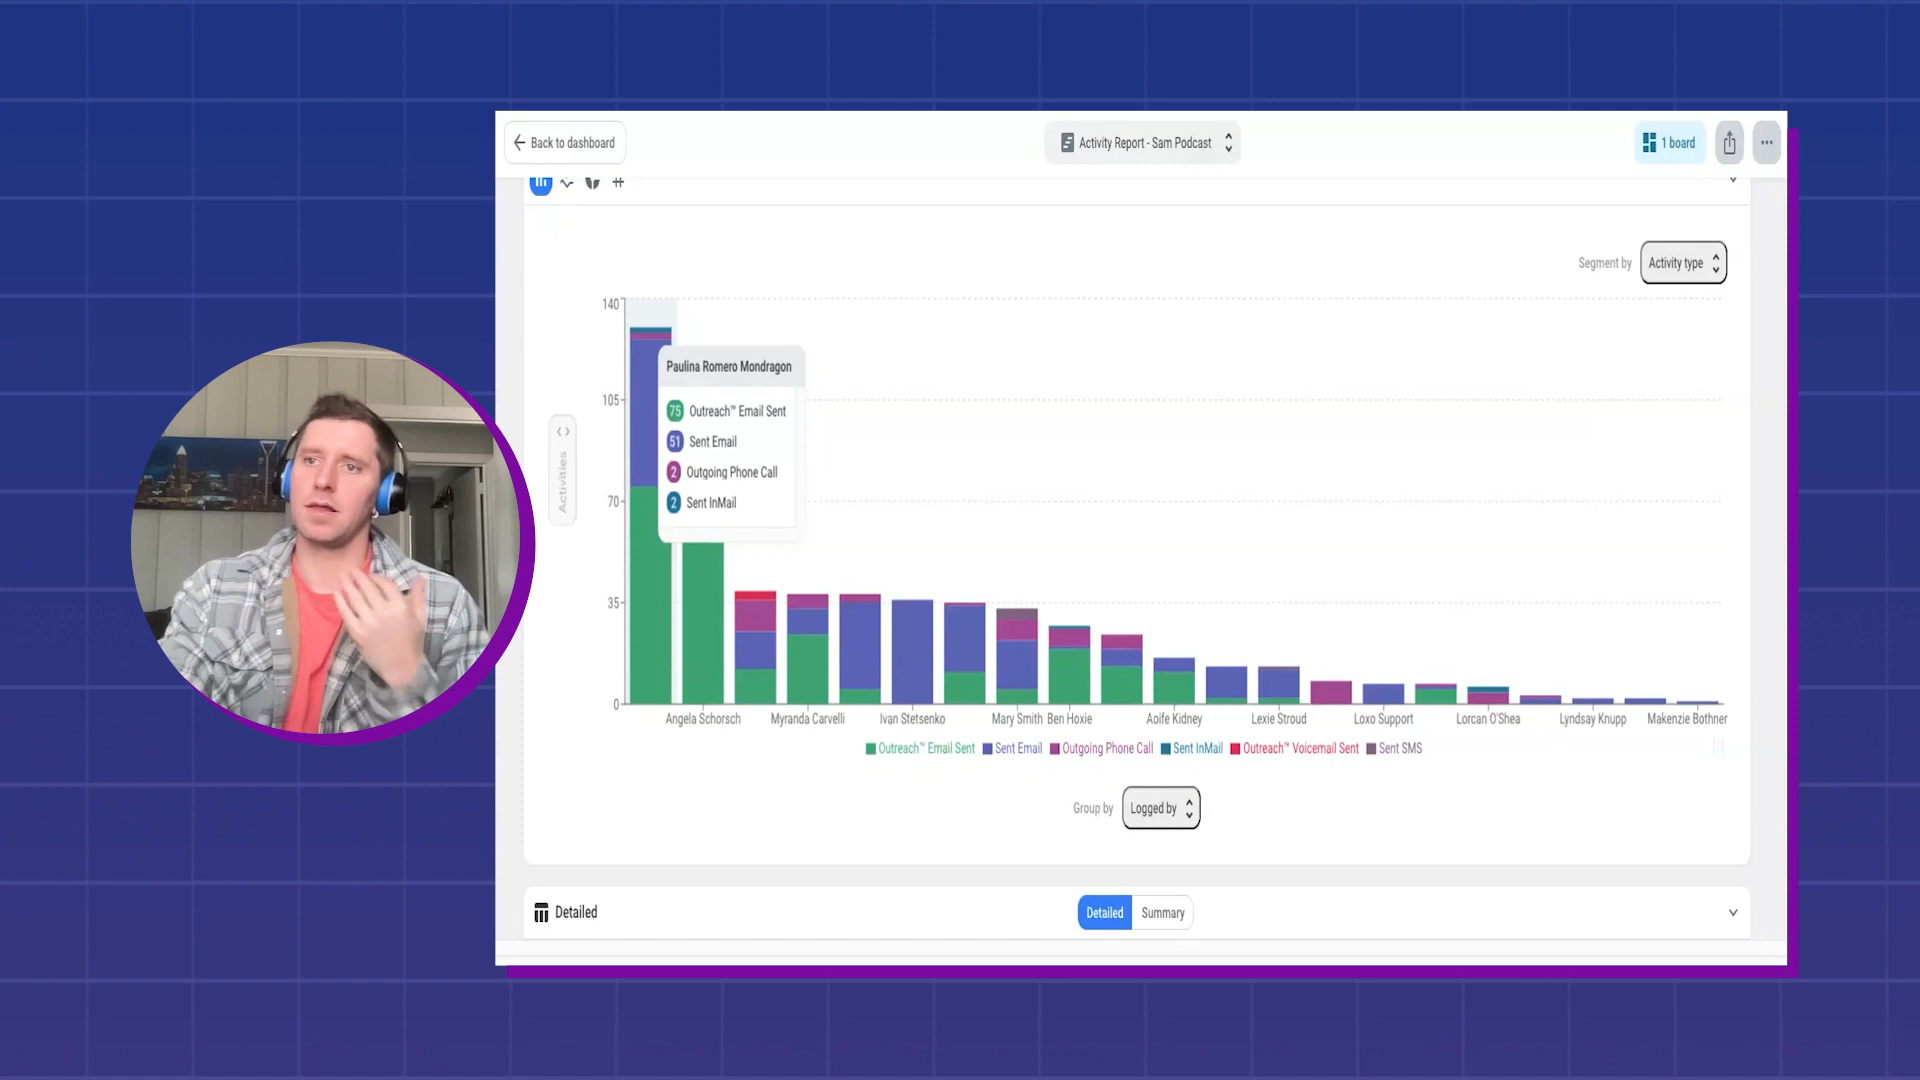 Back to dashboard
Activity Report - Sam Podcast
1 board
Segment by
Activity type
140
105
70
35
0
Activities
Paulina Romero Mondragon
75 Outreach™ Email Sent
51 Sent Email
2 Outgoing Phone Call
2 Sent InMail
Angela Schorsch
Myranda Carvelli
Ivan Stetsenko
Mary Smith
Ben Hoxie
Aoife Kidney
Lexie Stroud
Loxo Support
Lorcan O'Shea
Lyndsay Knupp
Makenzie Bothner
Outreach™ Email Sent
Sent Email
Outgoing Phone Call
Sent InMail
Outreach™ Voicemail Sent
Sent SMS
Group by
Logged by
Detailed
Detailed
Summary